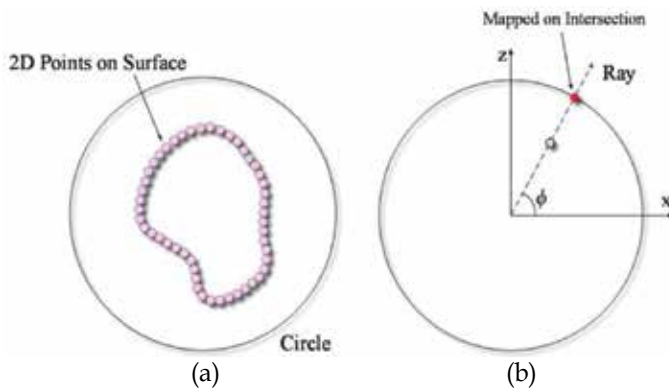 2D Points on Surface
Circle
(a)
Mapped on Intersection
z
Ray
ϕ
x
(b)